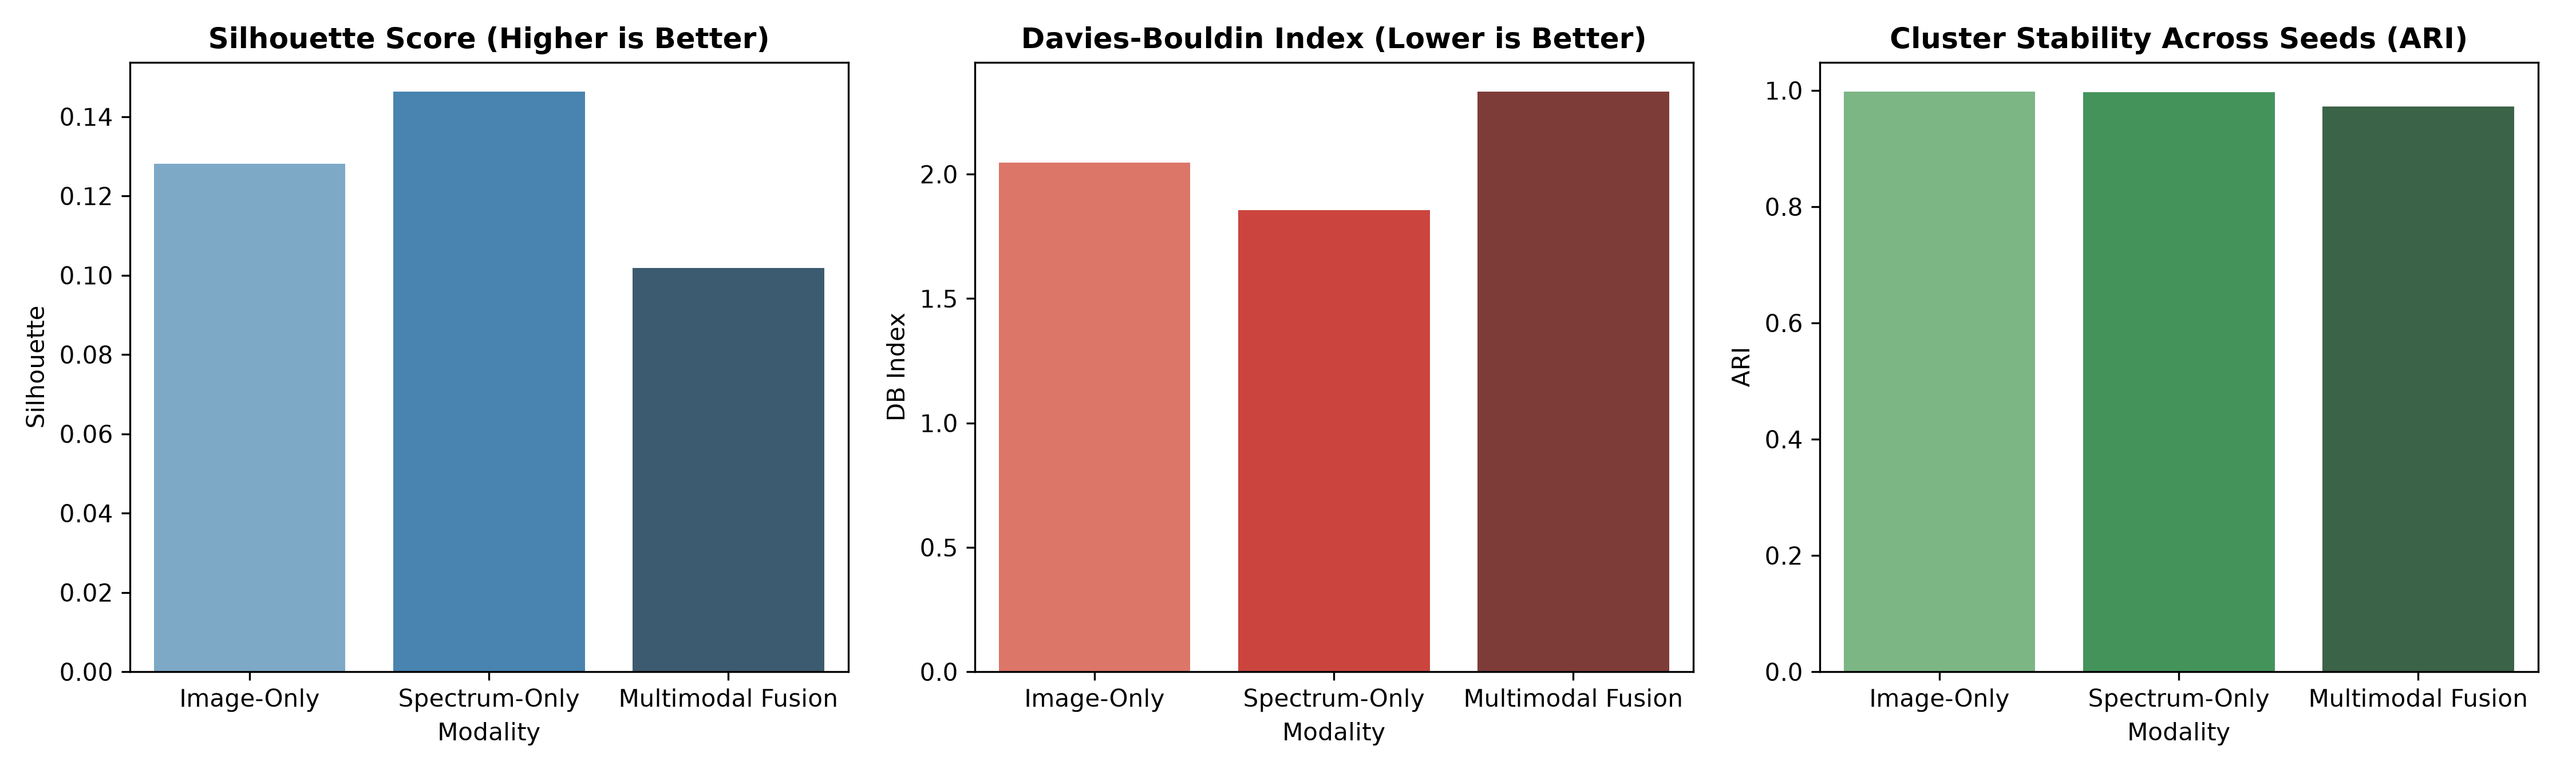 Silhouette Score (Higher is Better)
Silhouette
0.14
0.12
0.10
0.08
0.06
0.04
0.02
0.00
Image-Only
Spectrum-Only
Multimodal Fusion
Modality
Davies-Bouldin Index (Lower is Better)
DB Index
2.0
1.5
1.0
0.5
0.0
Image-Only
Spectrum-Only
Multimodal Fusion
Modality
Cluster Stability Across Seeds (ARI)
ARI
1.0
0.8
0.6
0.4
0.2
0.0
Image-Only
Spectrum-Only
Multimodal Fusion
Modality